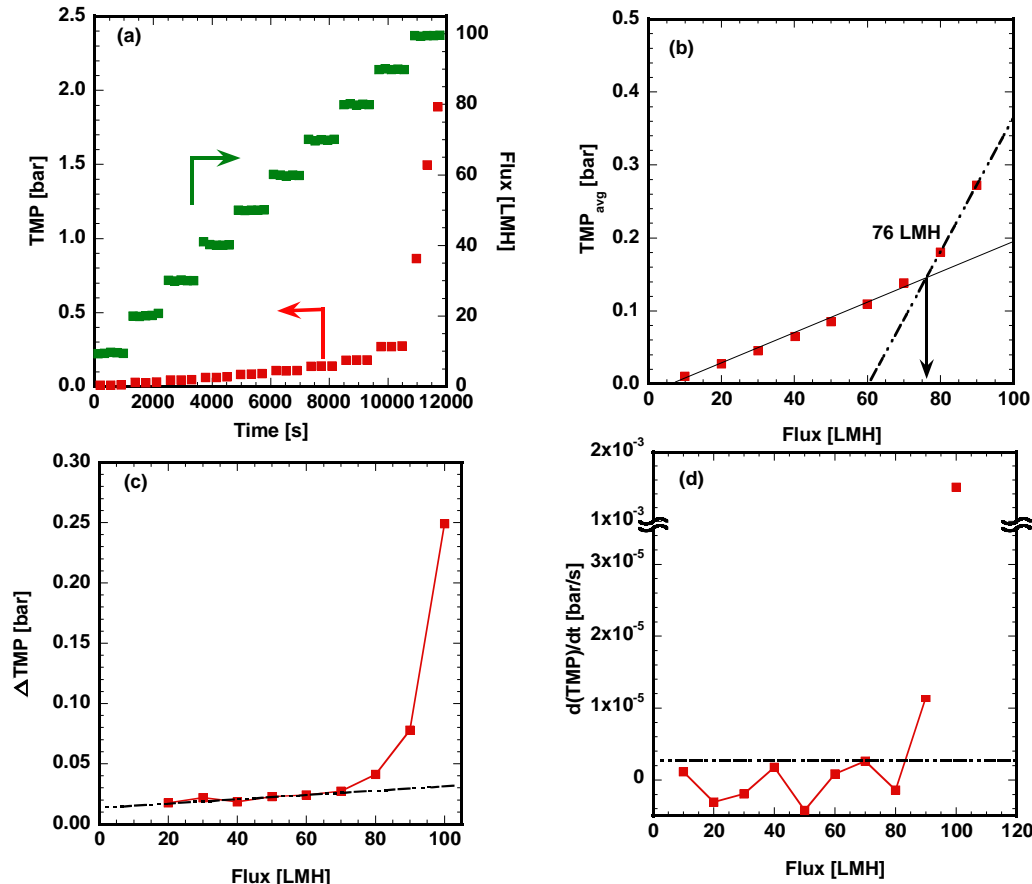 (a)
2.5
2.0
1.5
1.0
0.5
0.0
TMP [bar]
100
80
60
40
20
0
Flux [LMH]
0 2000 4000 6000 8000 10000 12000
Time [s]
(b)
0.5
0.4
0.3
0.2
0.1
0.0
TMP avg [bar]
76 LMH
0 20 40 60 80 100
Flux [LMH]
(c)
0.30
0.25
0.20
0.15
0.10
0.05
0.00
ΔTMP [bar]
0 20 40 60 80 100
Flux [LMH]
(d)
2x10⁻³
1x10⁻³
3x10⁻⁵
2x10⁻⁵
1x10⁻⁵
0
d(TMP)/dt [bar/s]
0 20 40 60 80 100 120
Flux [LMH]